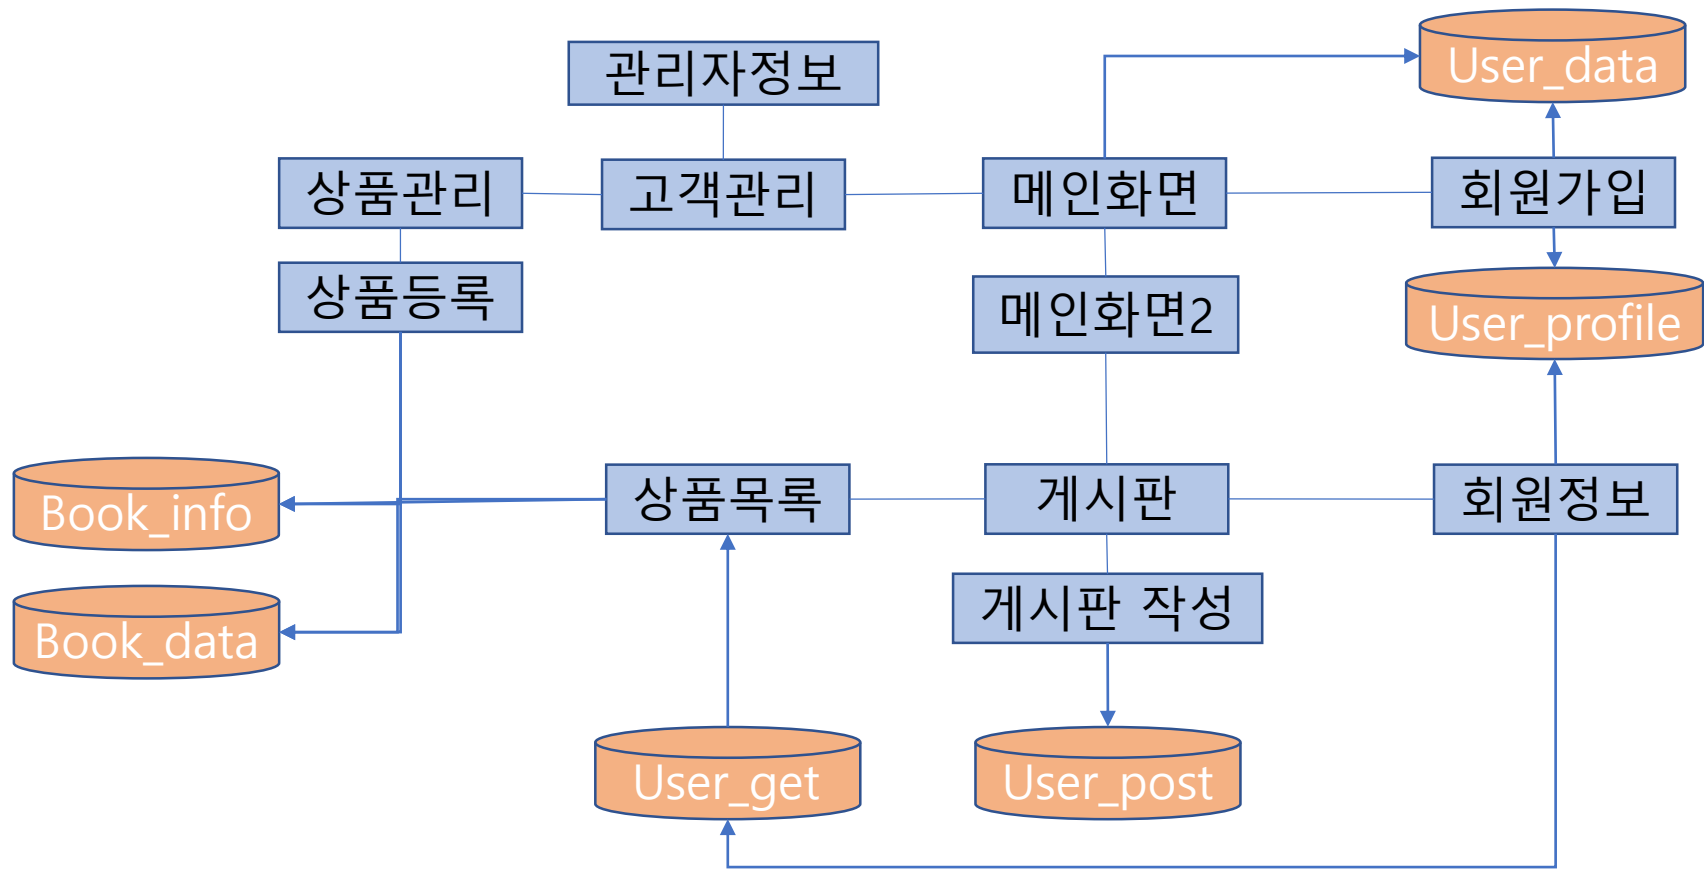 관리자정보
User_data
상품관리
고객관리
메인화면
회원가입
상품등록
메인화면2
User_profile
Book_info
상품목록
게시판
회원정보
Book_data
게시판 작성
User_get
User_post